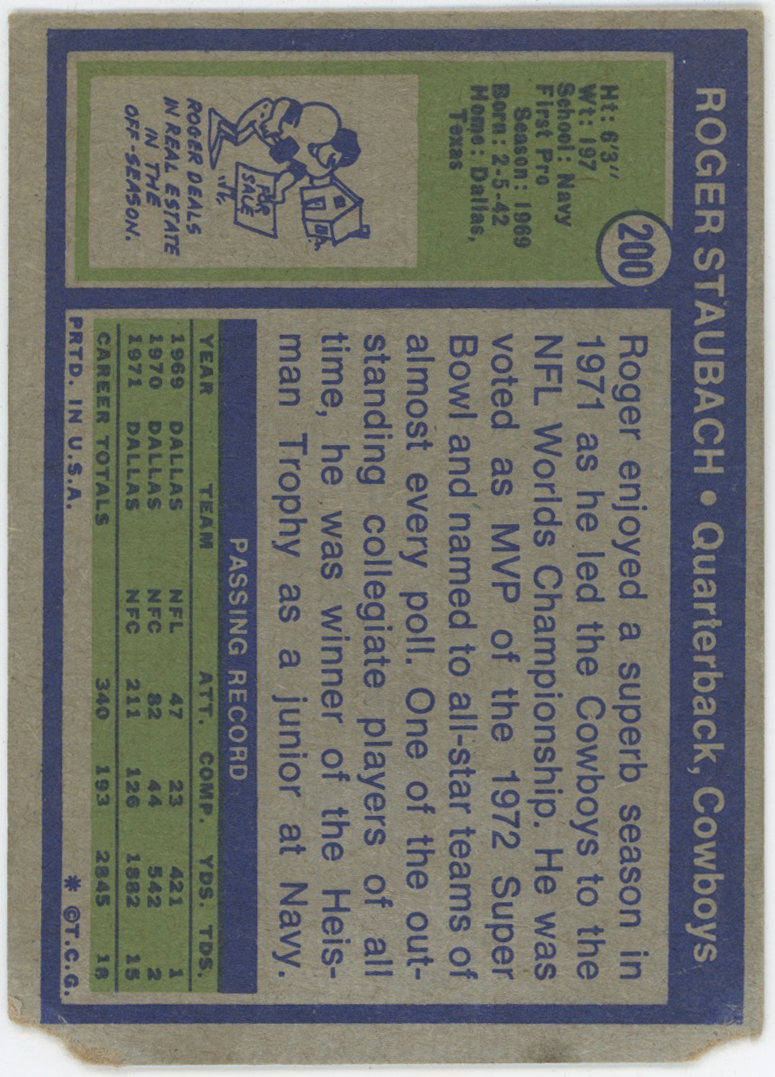 ROGER STAUBACH • Quarterback, Cowboys
200
Ht: 6'3"
Wt: 197
School: Navy
First Pro
Season: 1969
Born: 2-5-42
Home: Dallas,
Texas
FOR
SALE
ROGER DEALS
IN REAL ESTATE
IN THE
OFF-SEASON.
Roger enjoyed a superb season in
1971 as he led the Cowboys to the
NFL Worlds Championship. He was
voted as MVP of the 1972 Super
Bowl and named to all-star teams of
almost every poll. One of the out-
standing collegiate players of all
time, he was winner of the Heis-
man Trophy as a junior at Navy.
PASSING RECORD
YEAR TEAM ATT. COMP. YDS. TDS.
1969 DALLAS NFL 47 23 421 1
1970 DALLAS NFC 82 44 542 2
1971 DALLAS NFC 211 126 1882 15
CAREER TOTALS 340 193 2845 18
PRTD. IN U.S.A. * ©T.C.G.